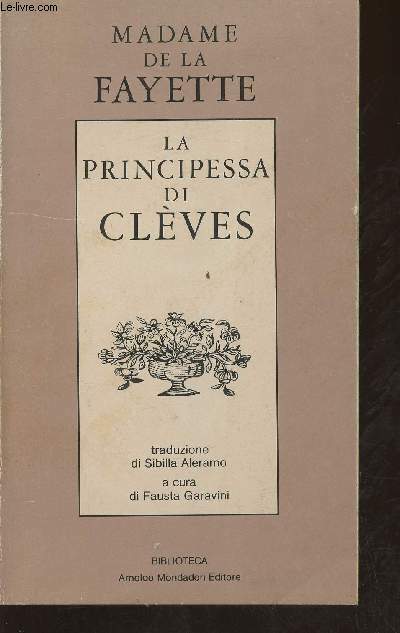 Le-livre.com
MADAME
DE LA
FAYETTE
LA
PRINCIPESSA
DI
CLÈVES
traduzione
di Sibilla Aleramo
a cura
di Fausta Garavini
BIBLIOTECA
Arnoldo Mondadori Editore